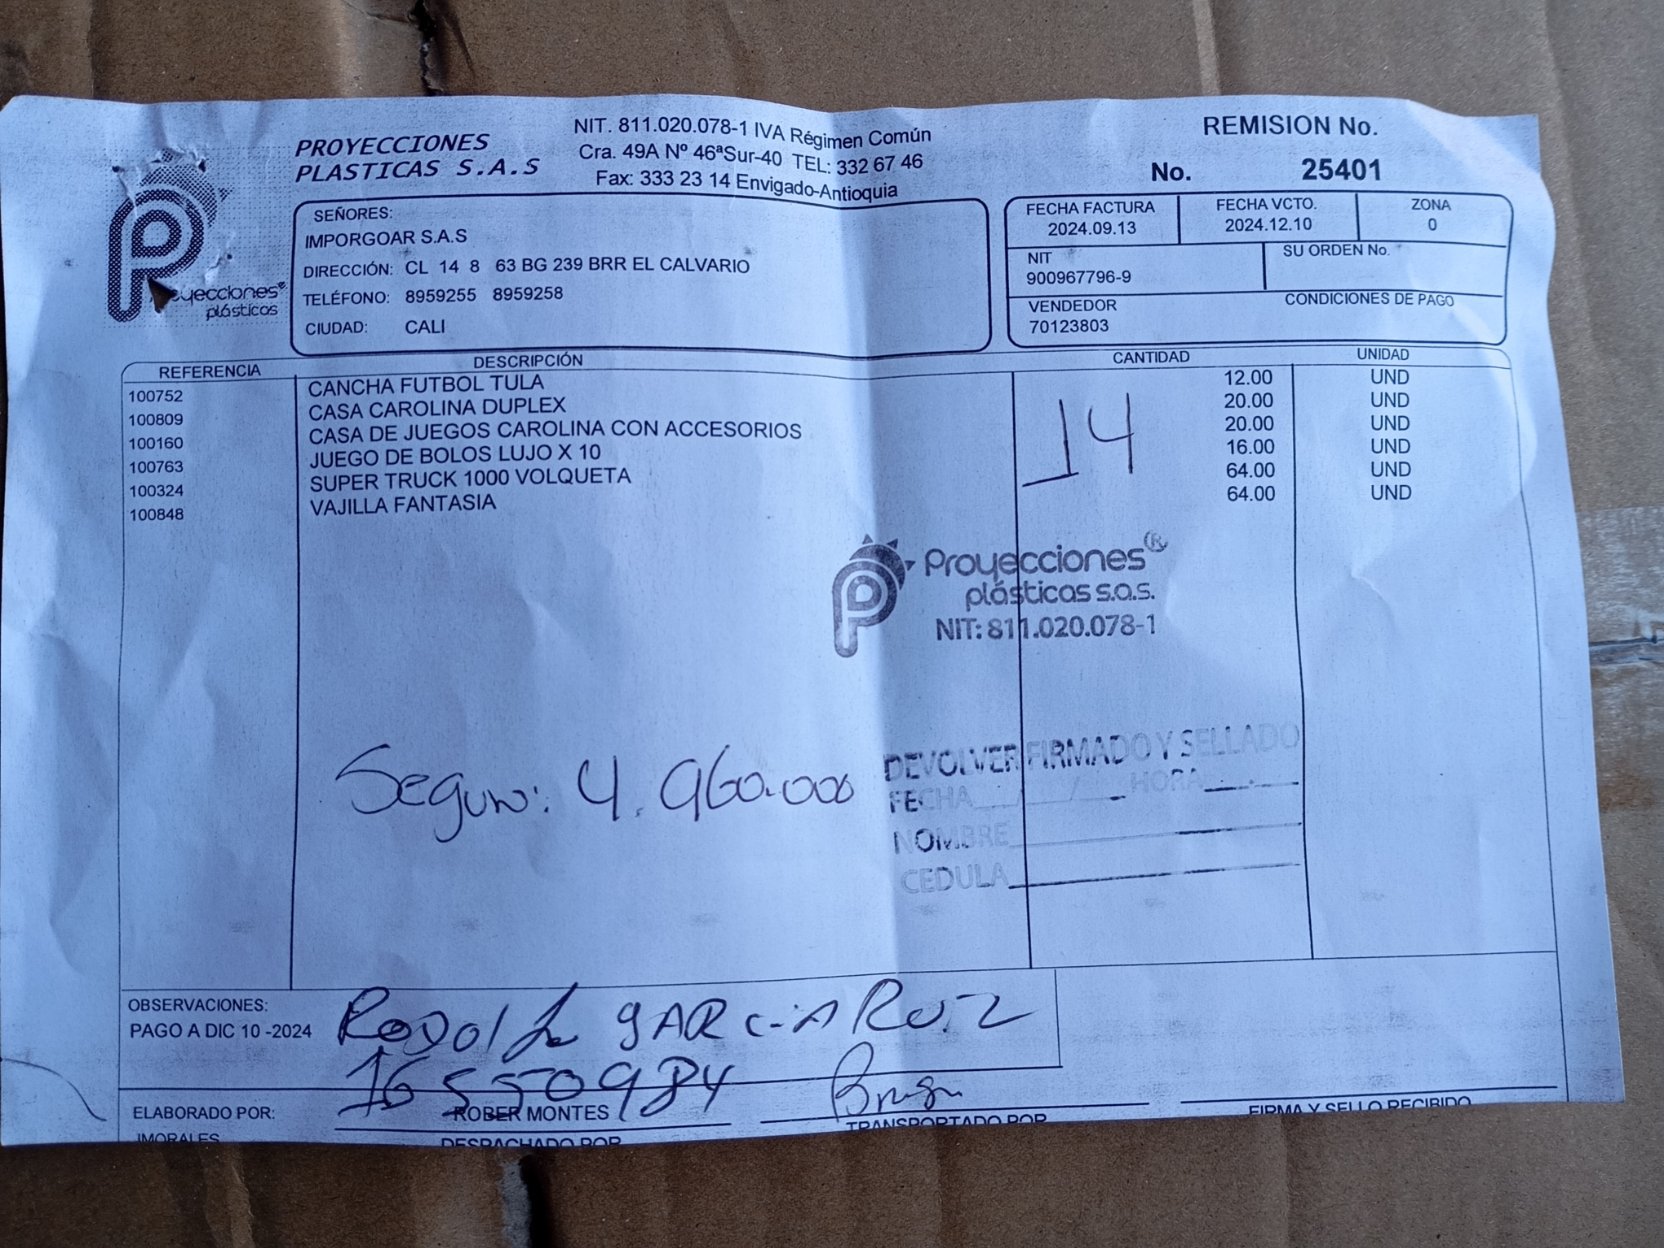 PROYECCIONES
PLASTICAS S.A.S
NIT. 811.020.078-1 IVA Régimen Común
Cra. 49A Nº 46ªSur-40 TEL: 332 67 46
Fax: 333 23 14 Envigado-Antioquia
REMISION No.
No. 25401
Proyecciones®
plásticas
SEÑORES:
IMPORGOAR S.A.S
DIRECCIÓN: CL 14 8 63 BG 239 BRR EL CALVARIO
TELÉFONO: 8959255 8959258
CIUDAD: CALI
FECHA FACTURA FECHA VCTO. ZONA
2024.09.13 2024.12.10 0
NIT SU ORDEN No.
900967796-9
VENDEDOR CONDICIONES DE PAGO
70123803
REFERENCIA DESCRIPCIÓN CANTIDAD UNIDAD
100752 CANCHA FUTBOL TULA 12.00 UND
100809 CASA CAROLINA DUPLEX 20.00 UND
100160 CASA DE JUEGOS CAROLINA CON ACCESORIOS 20.00 UND
100763 JUEGO DE BOLOS LUJO X 10 16.00 UND
100324 SUPER TRUCK 1000 VOLQUETA 64.00 UND
100848 VAJILLA FANTASIA 64.00 UND
14
Proyecciones®
plásticas s.a.s.
NIT: 811.020.078-1
Seguro: 4.960.000
DEVOLVER FIRMADO Y SELLADO
FECHA / / HORA
NOMBRE
CEDULA
OBSERVACIONES:
PAGO A DIC 10 -2024
Rodolfo GARCIA RUIZ
16550984
ELABORADO POR: ROBER MONTES
JMORALES DESPACHADO POR TRANSPORTADO POR FIRMA Y SELLO RECIBIDO